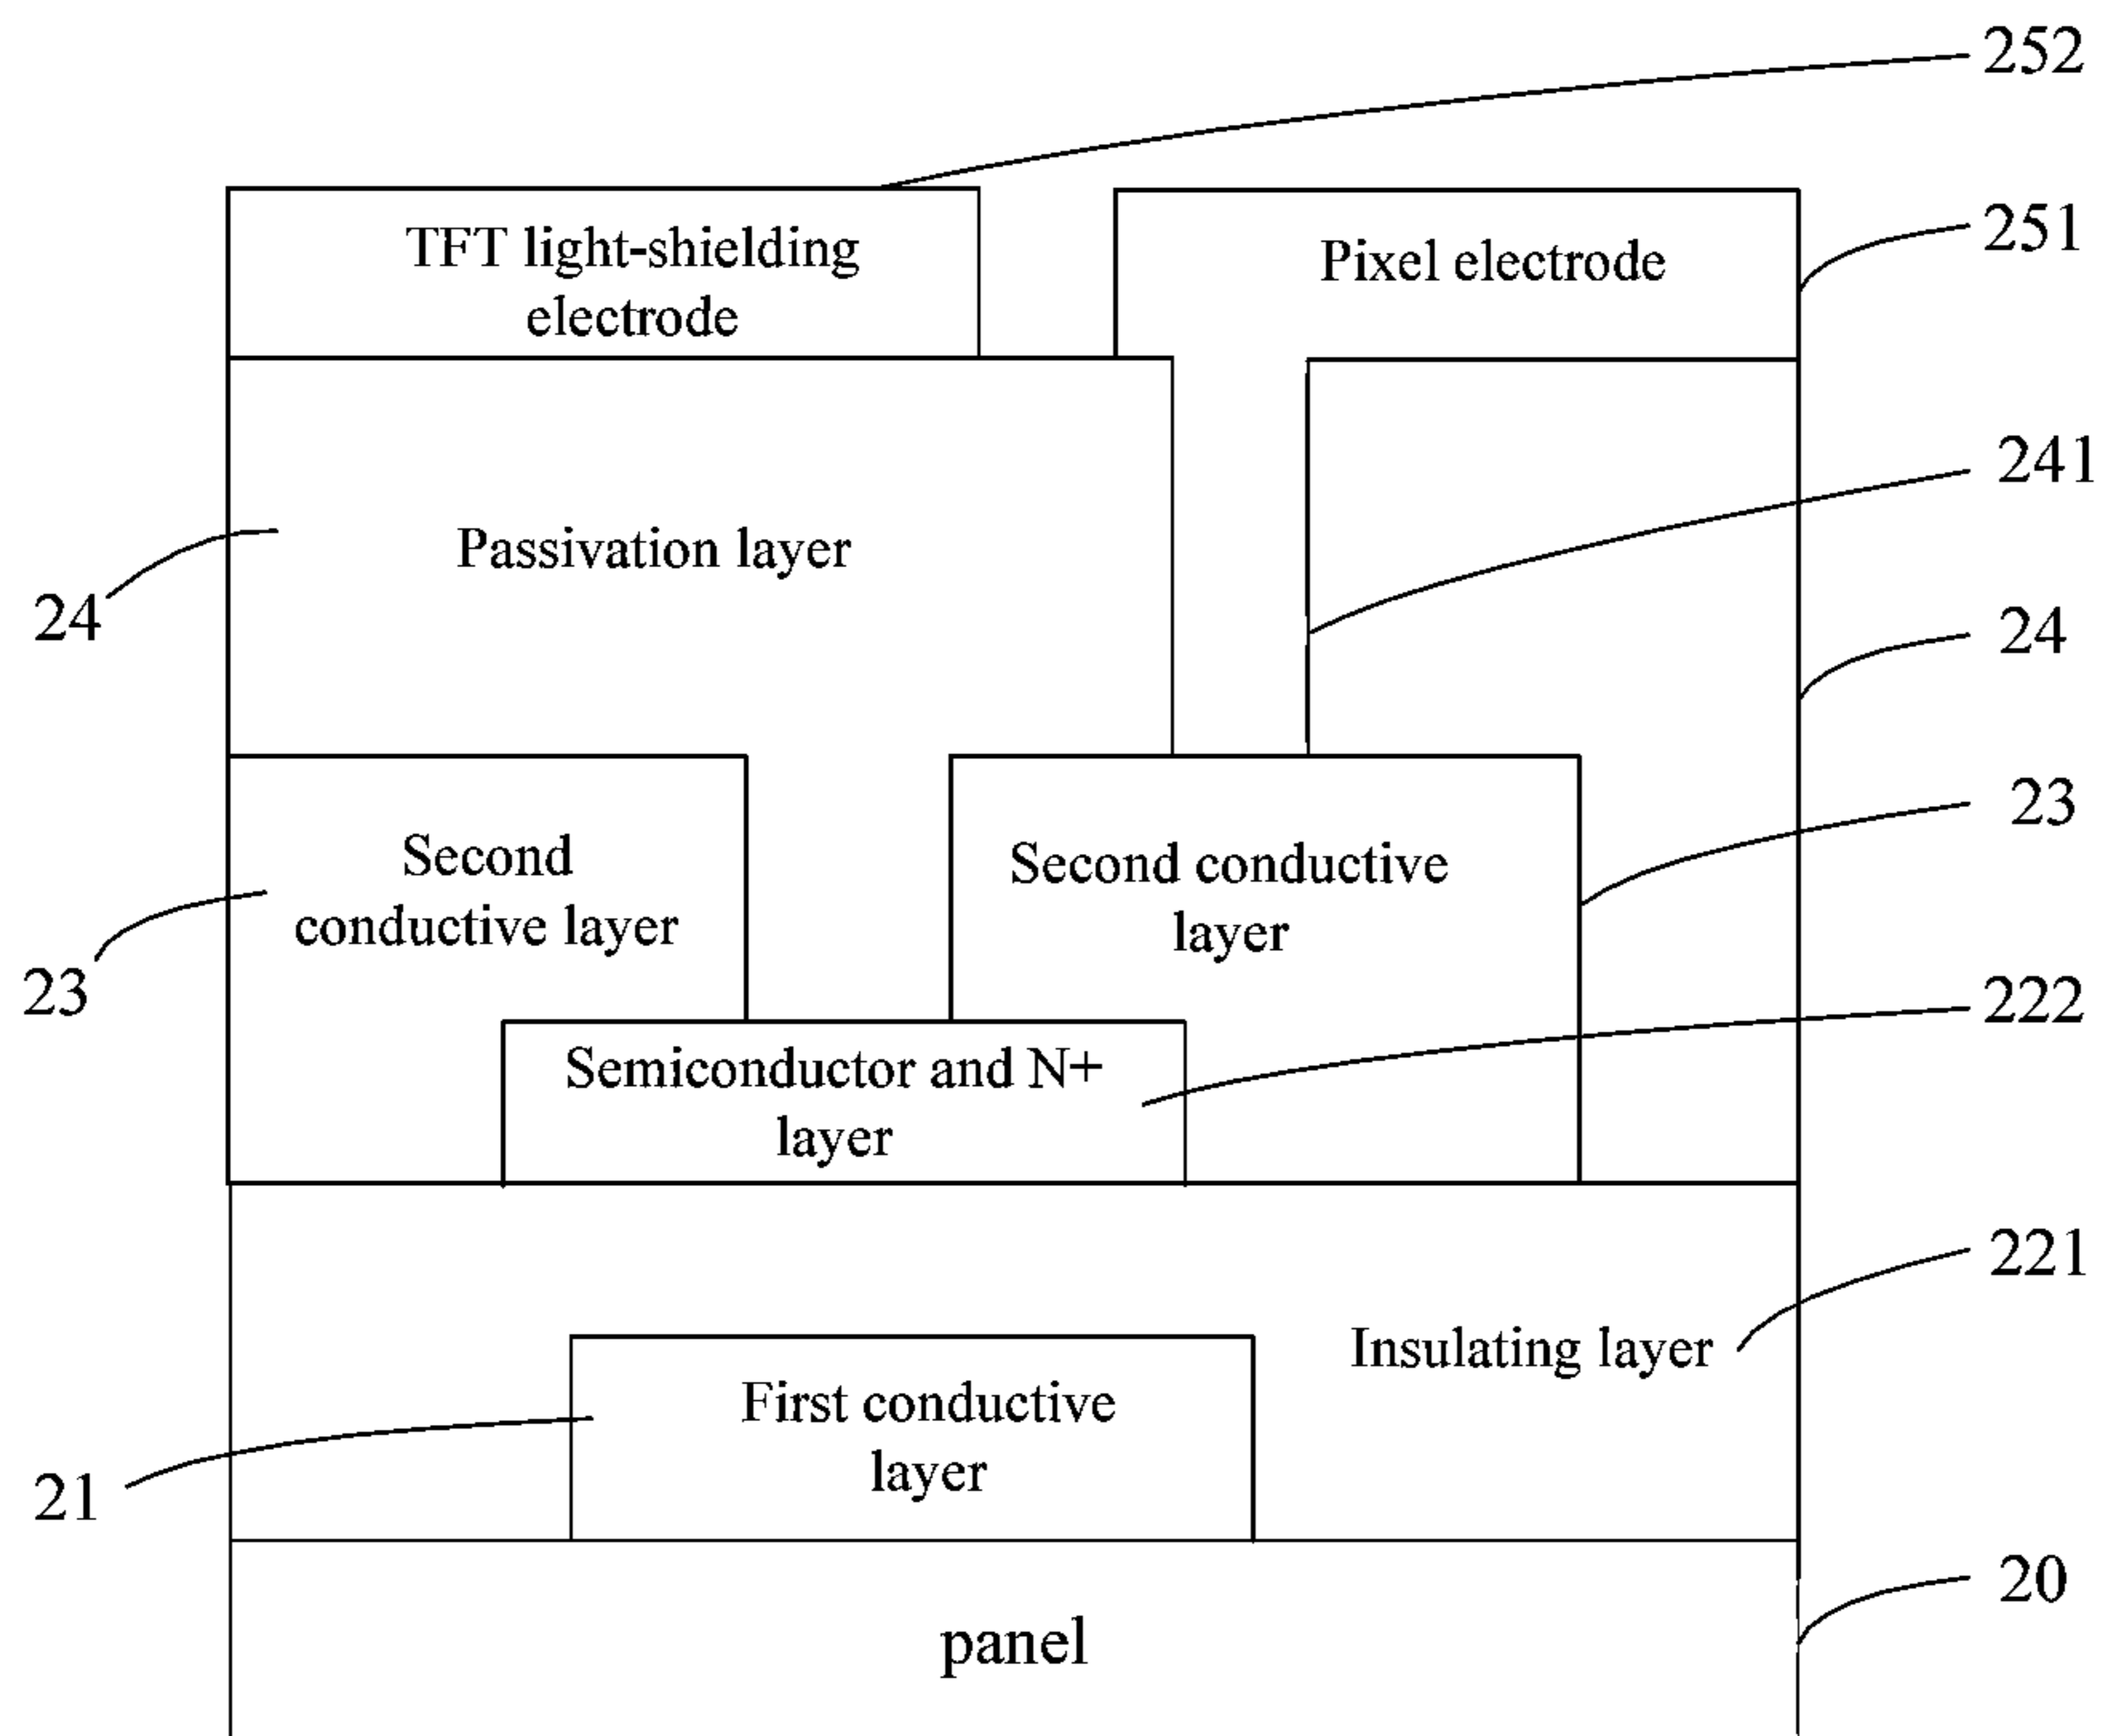 252
TFT light-shielding
electrode
Pixel electrode
251
241
Passivation layer
24
24
23
Second
conductive layer
Second conductive
layer
23
222
Semiconductor and N+
layer
221
Insulating layer
First conductive
layer
21
20
panel